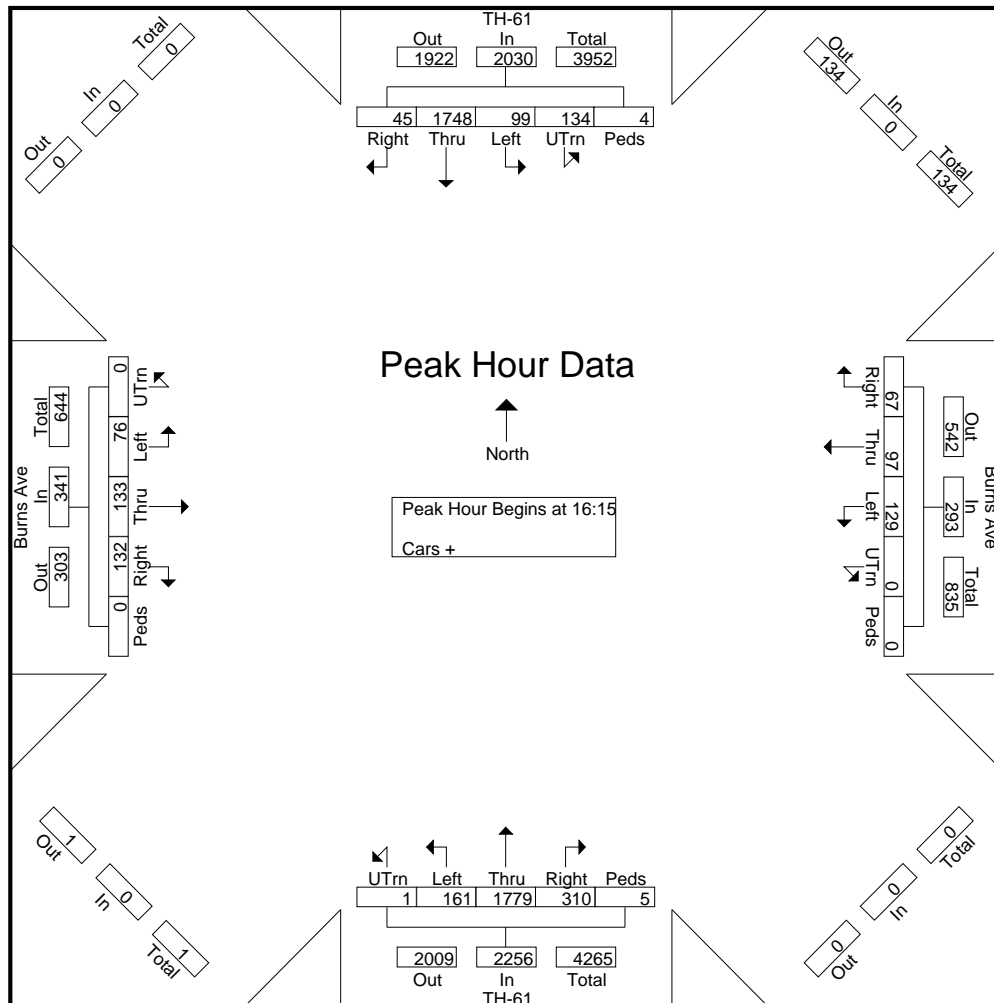 TH-61
Out In Total
1922 2030 3952
45 1748 99 134 4
Right Thru Left UTrn Peds
Total
0
In
0
Out
0
Out
134
In
0
Total
134
Peak Hour Data
North
Peak Hour Begins at 16:15
Cars +
Burns Ave
Total In Out
644 341 303
0 76 133 132 0
UTrn Left Thru Right Peds
Right Thru Left UTrn Peds
67 97 129 0 0
Out In Total
542 293 835
Burns Ave
1
Out
0
In
1
Total
0
Total
0
In
0
Out
UTrn Left Thru Right Peds
1 161 1779 310 5
2009 2256 4265
Out In Total
TH-61